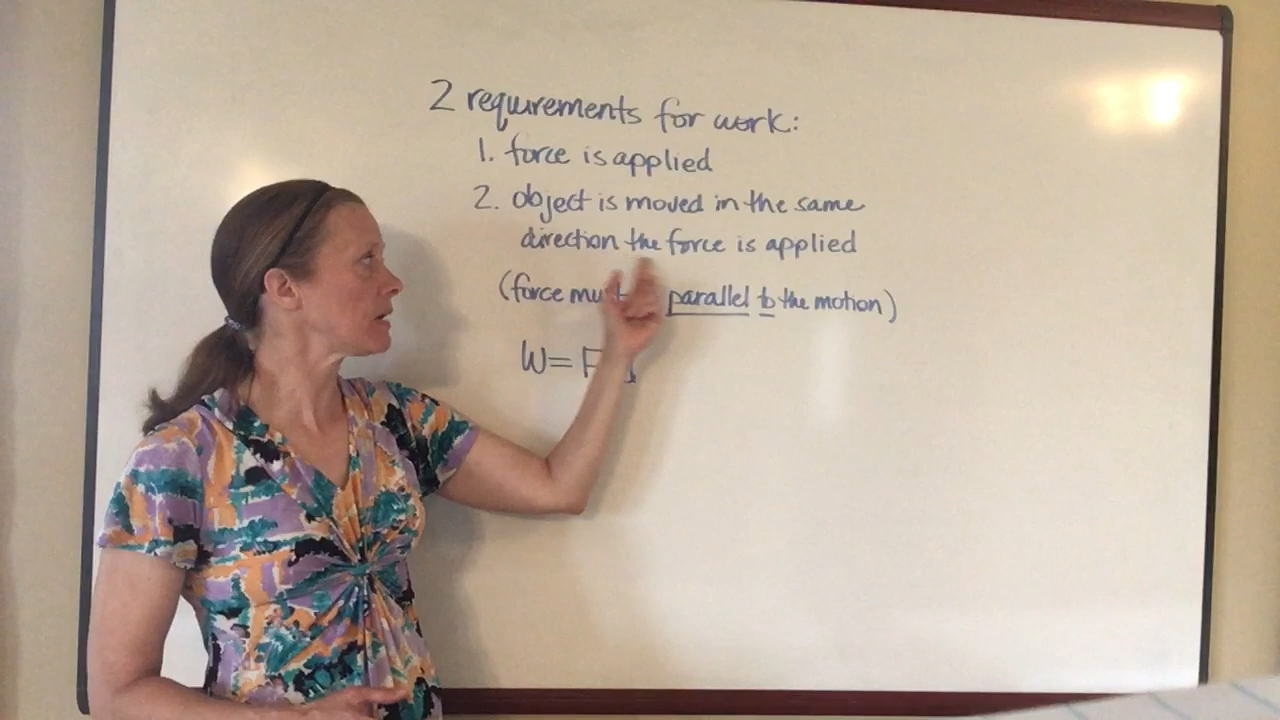 2 requirements for work:
1. force is applied
2. object is moved in the same
direction the force is applied
(force parallel to the motion)
W=F